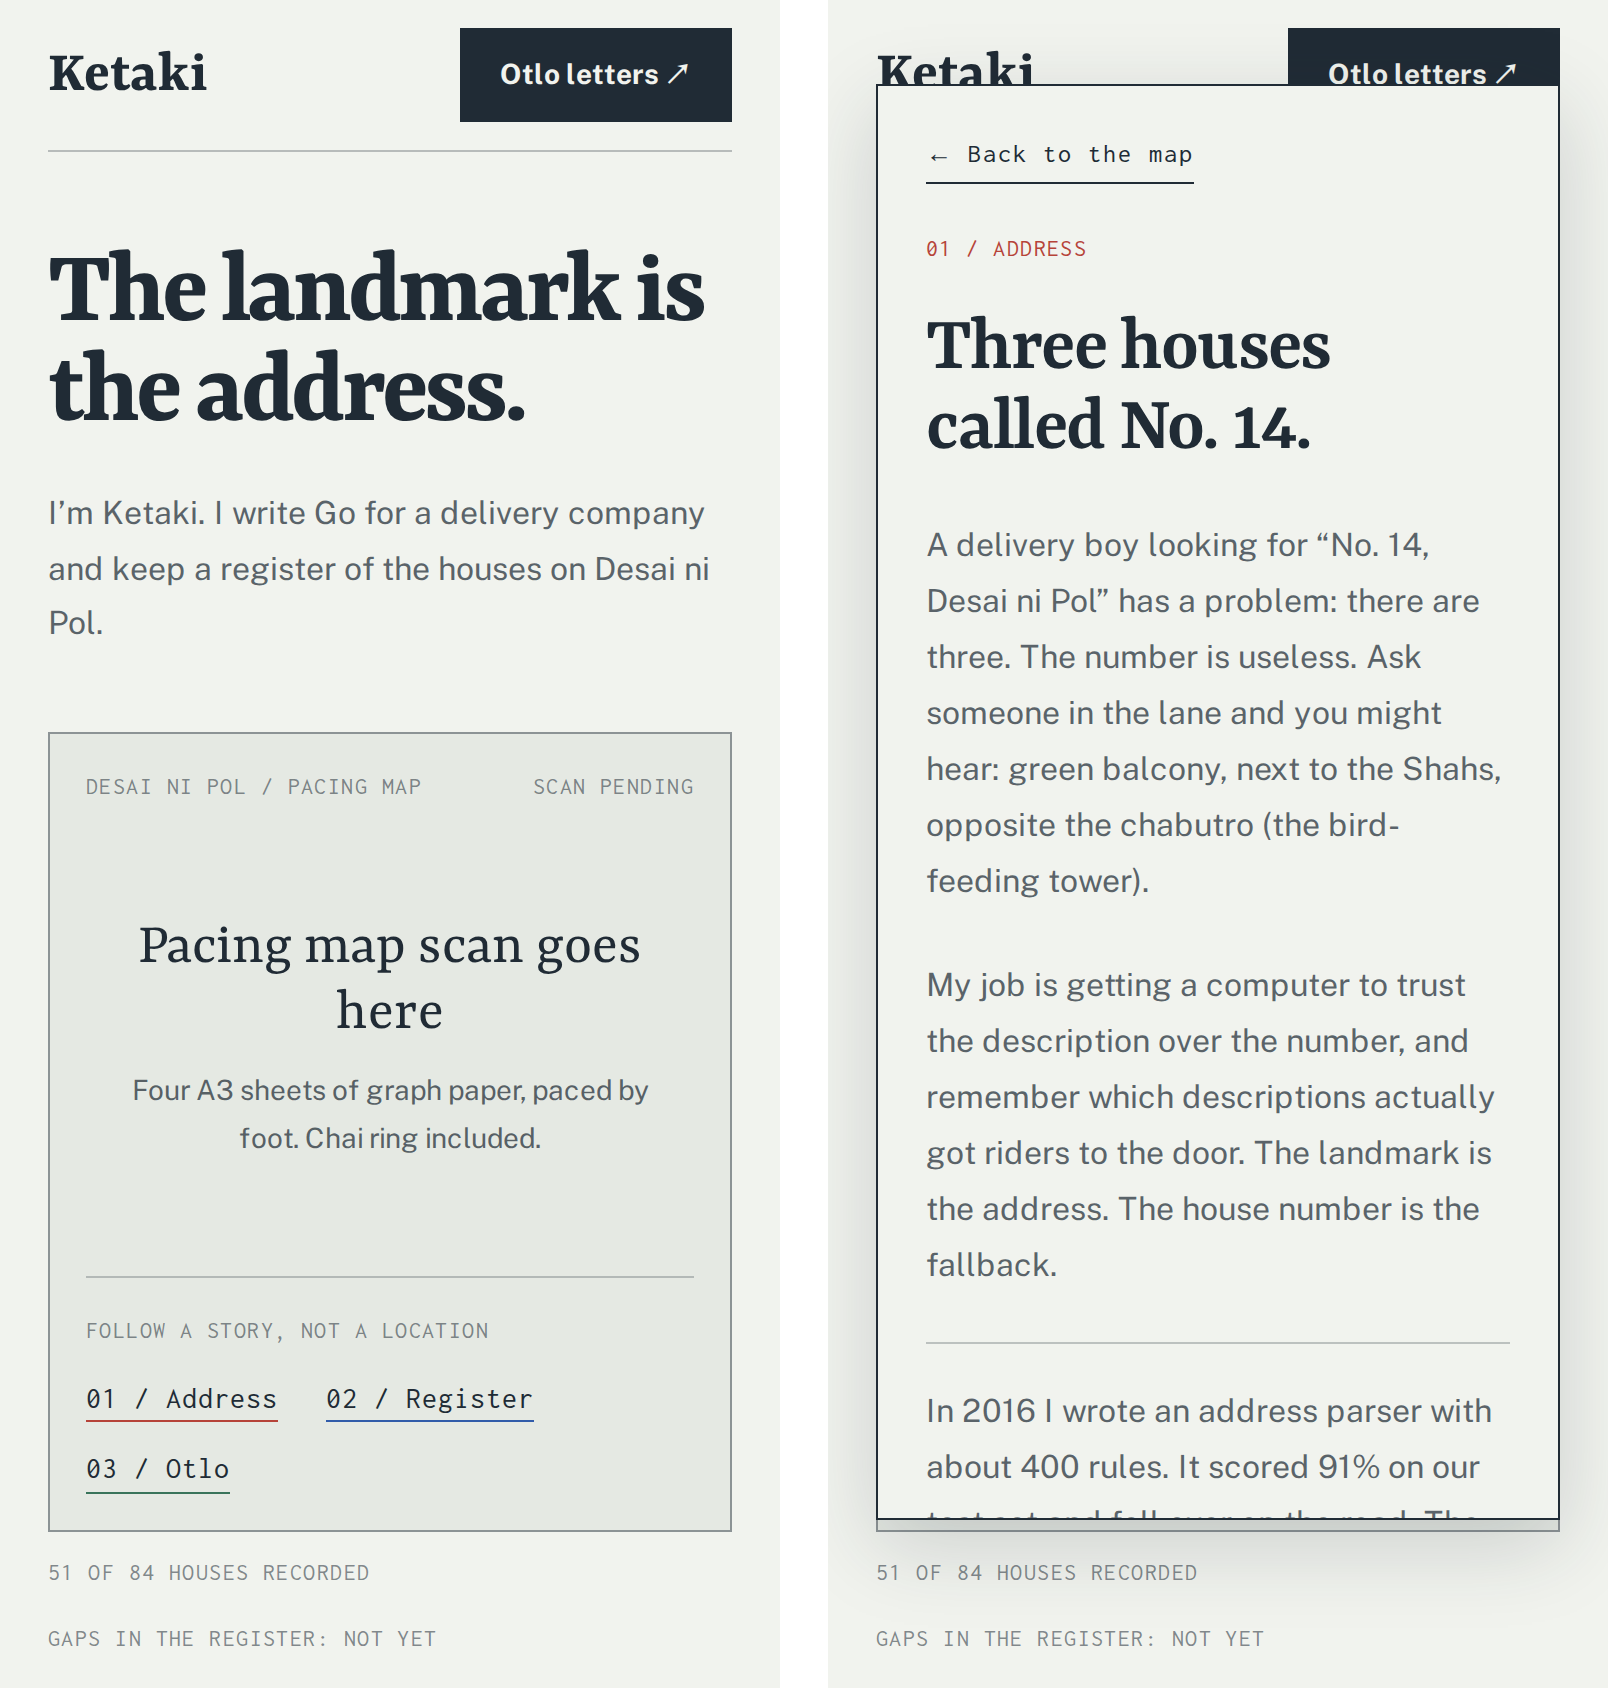 Ketaki
Otlo letters ↗
The landmark is
the address.
I’m Ketaki. I write Go for a delivery company
and keep a register of the houses on Desai ni
Pol.
DESAI NI POL / PACING MAP
SCAN PENDING
Pacing map scan goes
here
Four A3 sheets of graph paper, paced by
foot. Chai ring included.
FOLLOW A STORY, NOT A LOCATION
01 / Address
02 / Register
03 / Otlo
51 OF 84 HOUSES RECORDED
GAPS IN THE REGISTER: NOT YET
Ketaki
Otlo letters ↗
← Back to the map
01 / ADDRESS
Three houses
called No. 14.
A delivery boy looking for “No. 14,
Desai ni Pol” has a problem: there are
three. The number is useless. Ask
someone in the lane and you might
hear: green balcony, next to the Shahs,
opposite the chabutro (the bird-
feeding tower).
My job is getting a computer to trust
the description over the number, and
remember which descriptions actually
got riders to the door. The landmark is
the address. The house number is the
fallback.
In 2016 I wrote an address parser with
about 400 rules. It scored 91% on our
test set and fell over on the road. The
51 OF 84 HOUSES RECORDED
GAPS IN THE REGISTER: NOT YET